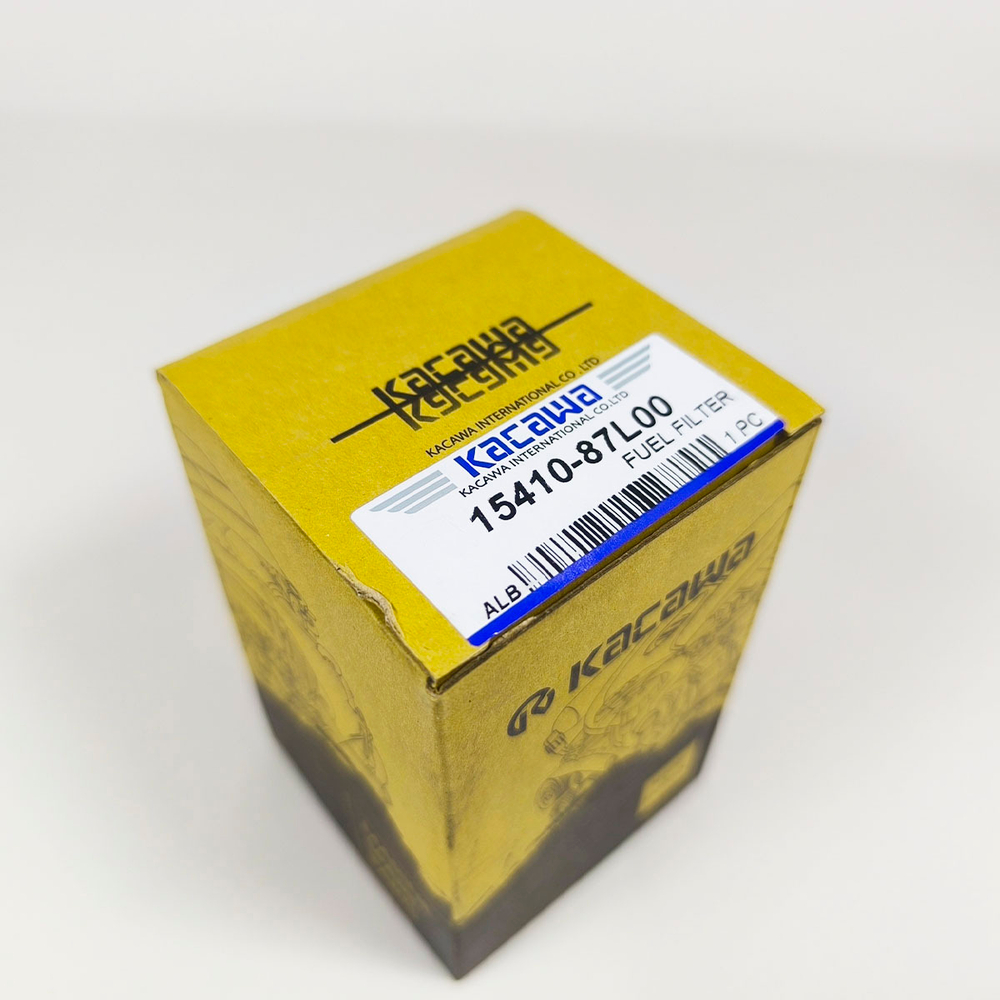 Kacawa
KACAWA INTERNATIONAL CO., LTD
Kacawa
KACAWA INTERNATIONAL CO.LTD
15410-87L00
FUEL FILTER
ALB
1 PC
Kacawa